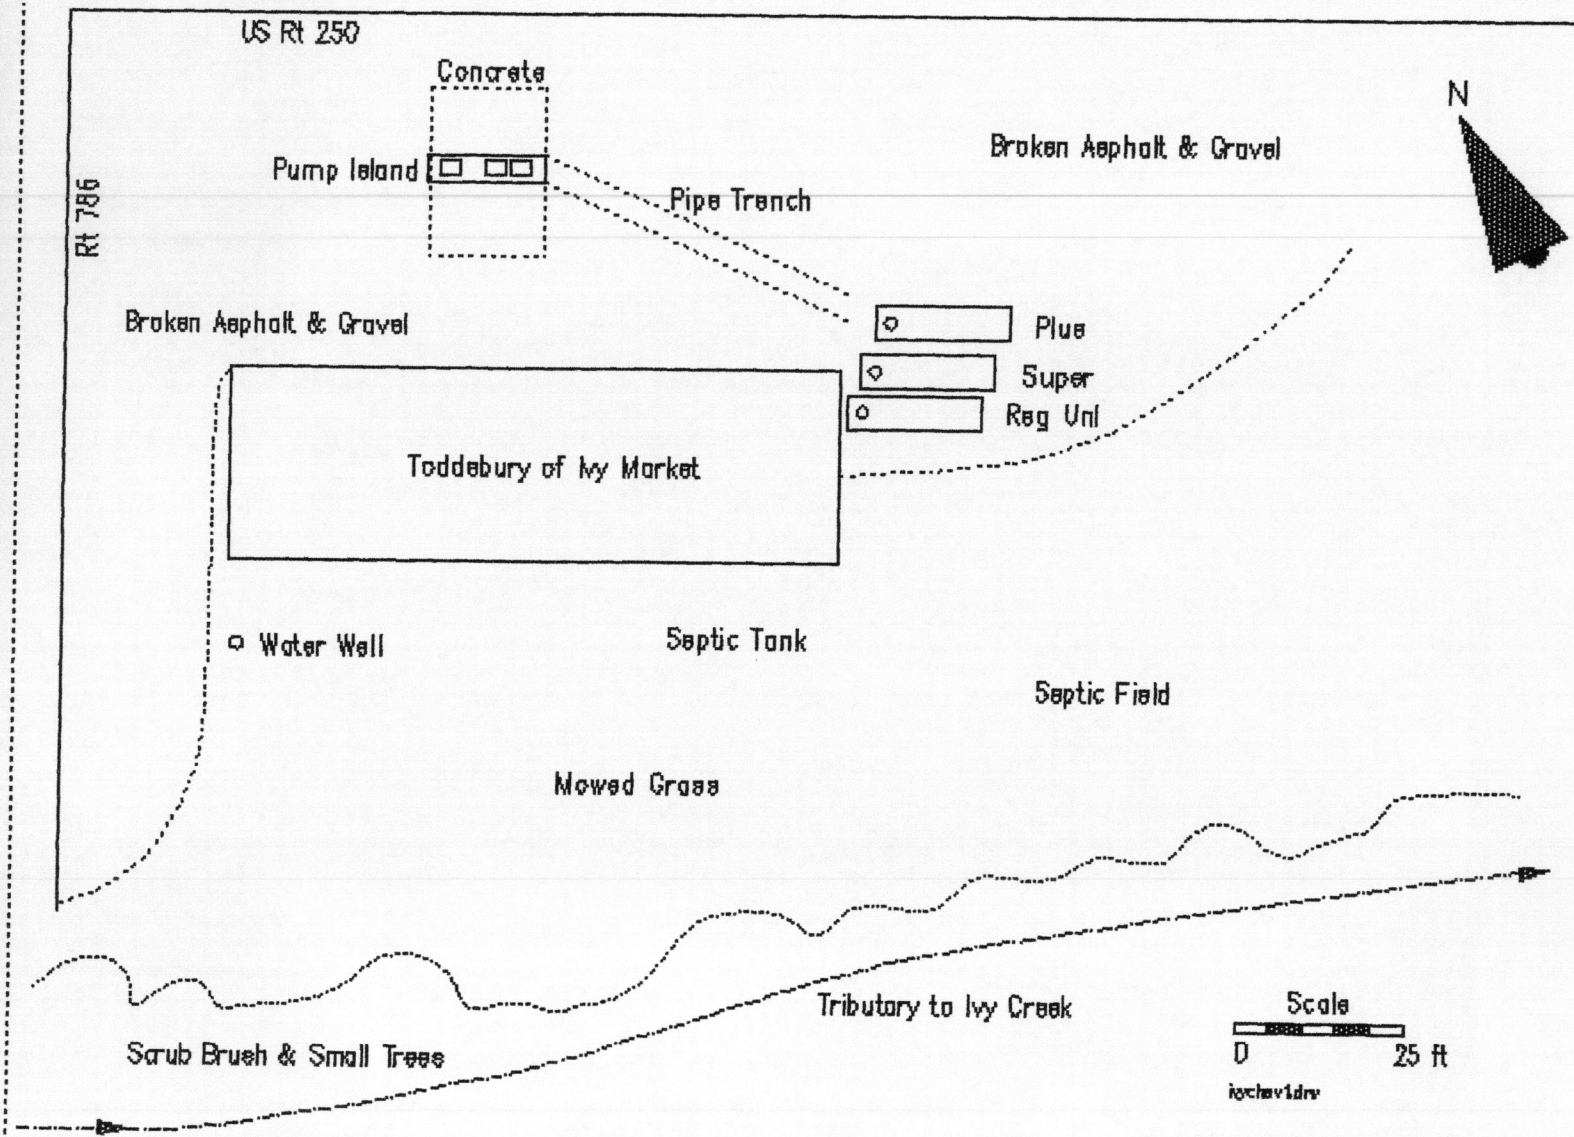 US Rt 250
Concrete
N
Broken Asphalt & Gravel
Pump Island
Pipe Trench
Rt 786
Broken Asphalt & Gravel
Plus
Super
Reg Unl
Toddsbury of Ivy Market
Water Well
Septic Tank
Septic Field
Mowed Grass
Tributary to Ivy Creek
Scale
0 25 ft
Scrub Brush & Small Trees